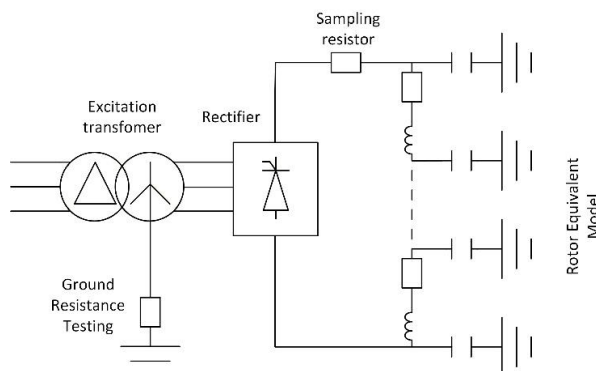 Sampling
resistor
Excitation
transfomer
Rectifier
Ground
Resistance
Testing
Rotor Equivalent
Model